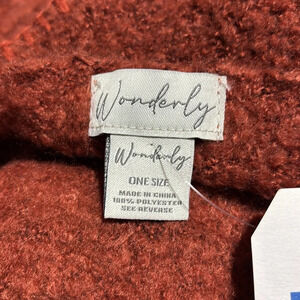 Wonderly
Wonderly
ONE SIZE
MADE IN CHINA
100% POLYESTER
SEE REVERSE